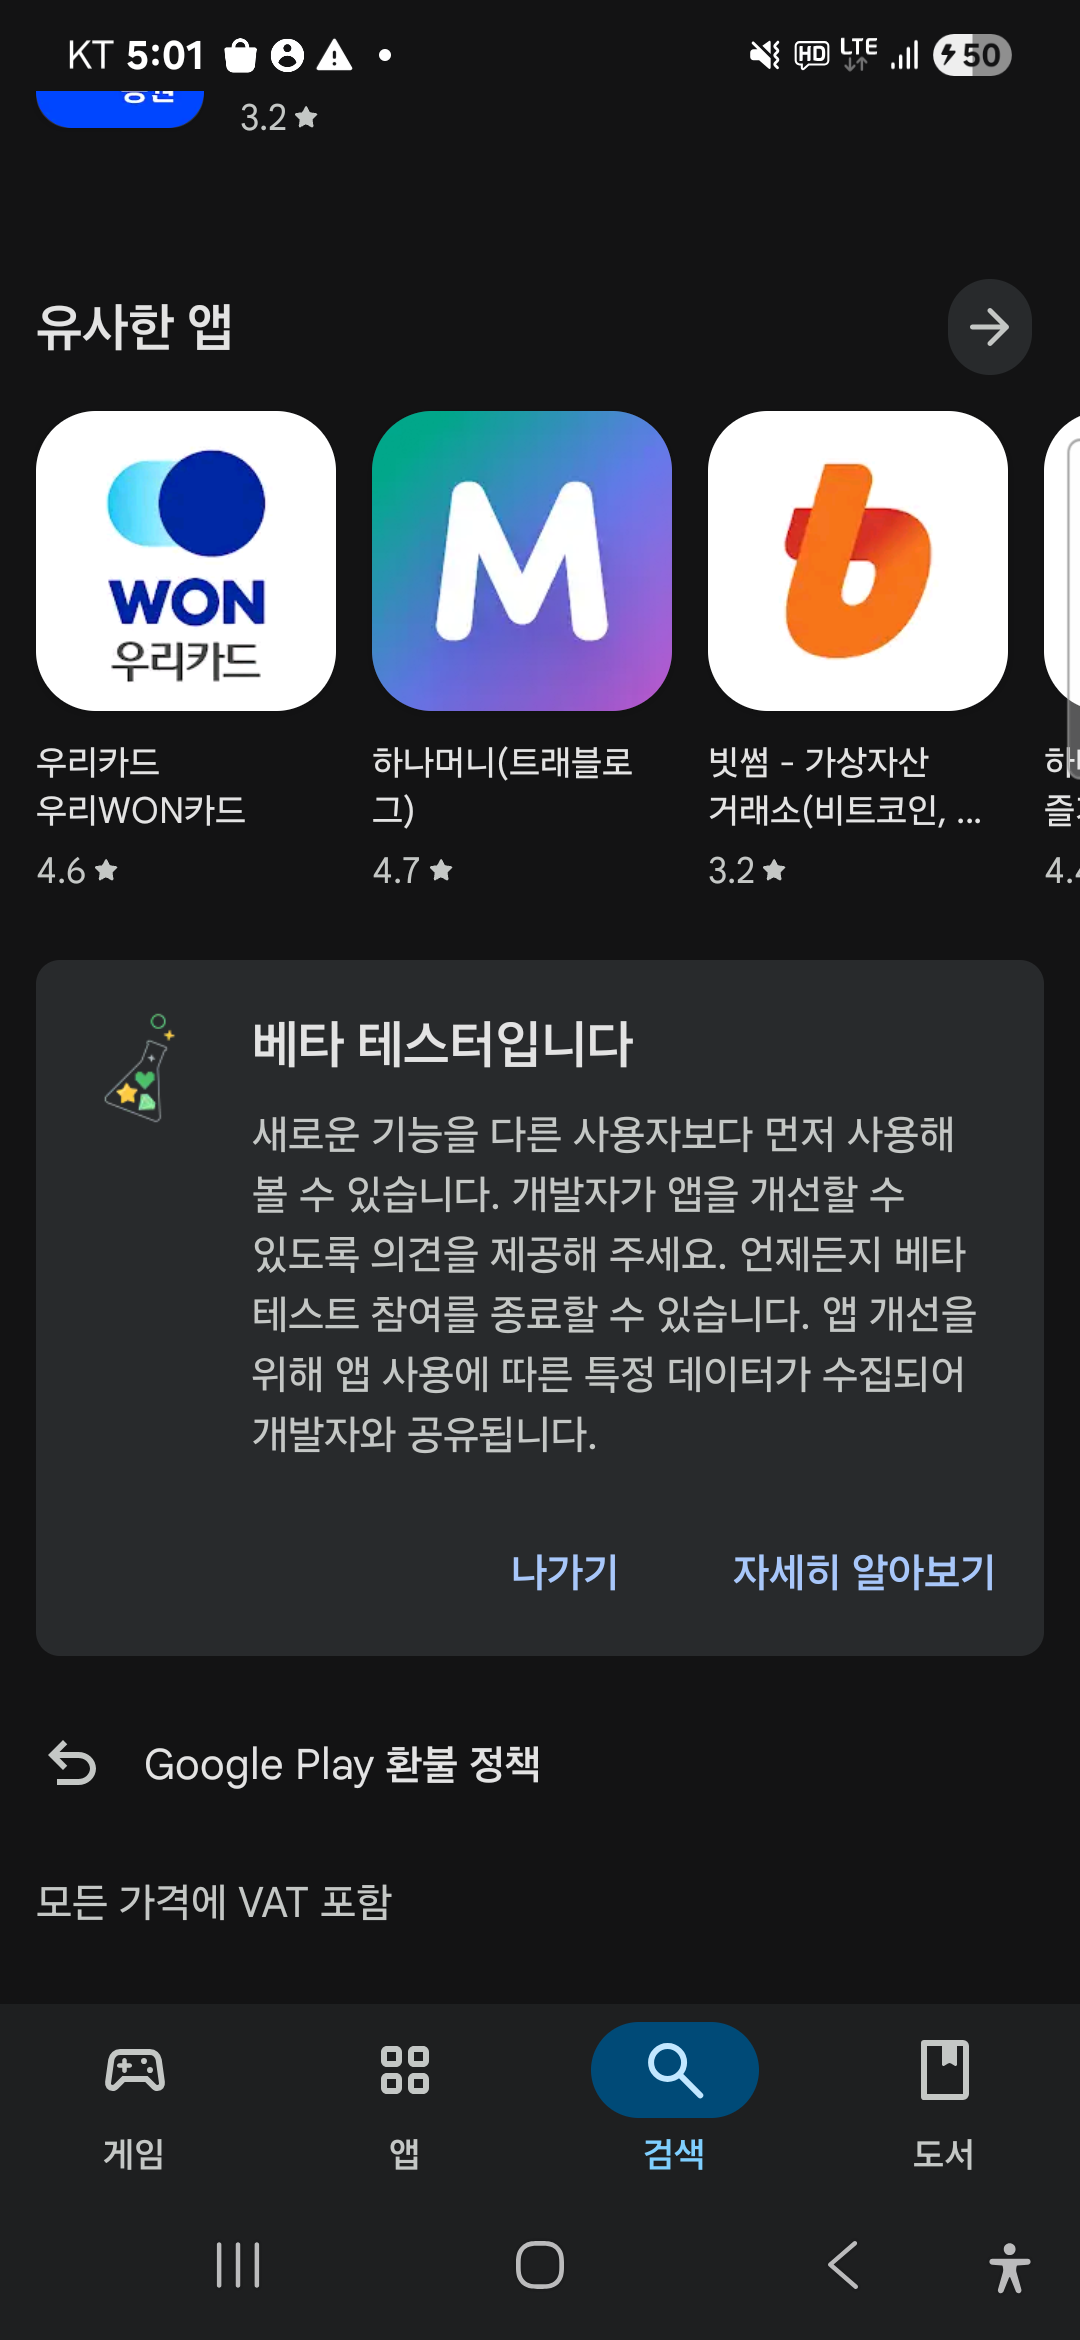 KT 5:01
HD LTE 50
3.2
유사한 앱
WON
우리카드
M
b
우리카드
우리WON카드
4.6
하나머니(트래블로
그)
4.7
빗썸 - 가상자산
거래소(비트코인, ...
3.2
베타 테스터입니다
새로운 기능을 다른 사용자보다 먼저 사용해
볼 수 있습니다. 개발자가 앱을 개선할 수
있도록 의견을 제공해 주세요. 언제든지 베타
테스트 참여를 종료할 수 있습니다. 앱 개선을
위해 앱 사용에 따른 특정 데이터가 수집되어
개발자와 공유됩니다.
나가기 자세히 알아보기
Google Play 환불 정책
모든 가격에 VAT 포함
게임 앱 검색 도서